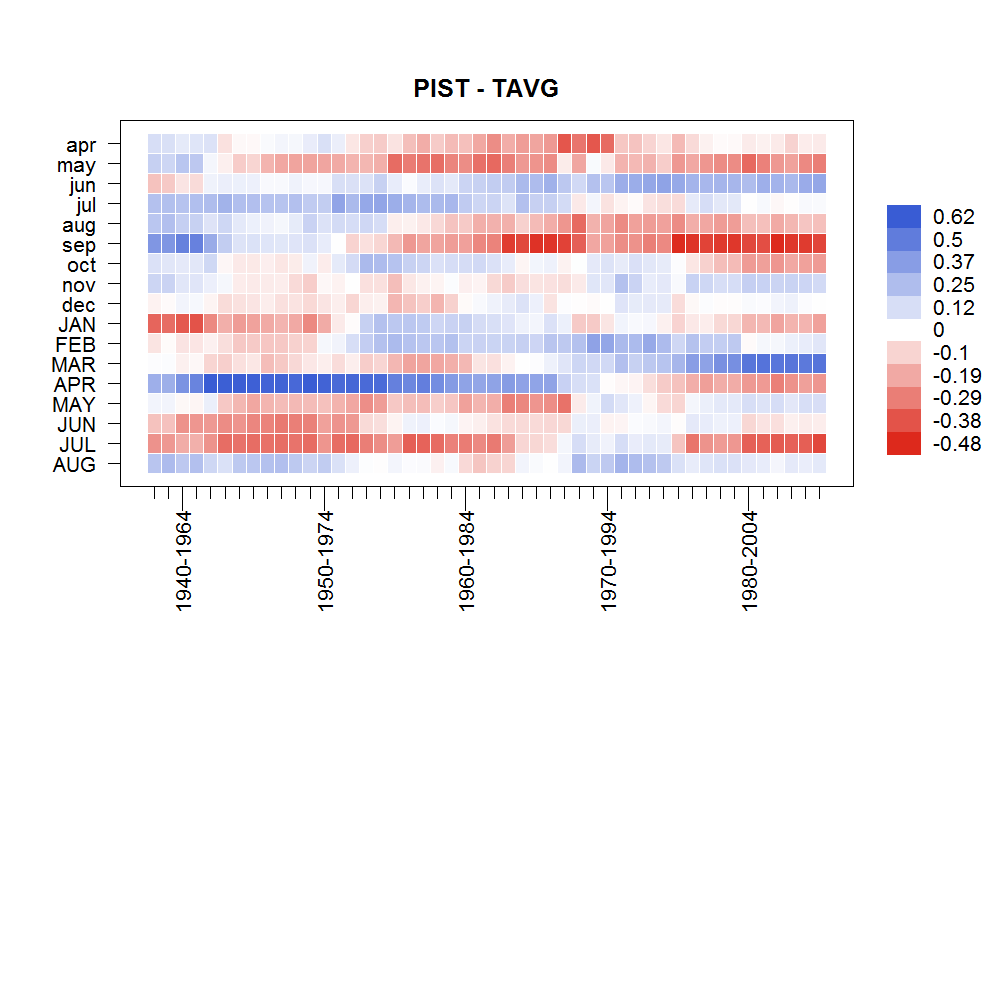 PIST - TAVG
apr
may
jun
jul
aug
sep
oct
nov
dec
JAN
FEB
MAR
APR
MAY
JUN
JUL
AUG
1940-1964
1950-1974
1960-1984
1970-1994
1980-2004
0.62
0.5
0.37
0.25
0.12
0
-0.1
-0.19
-0.29
-0.38
-0.48